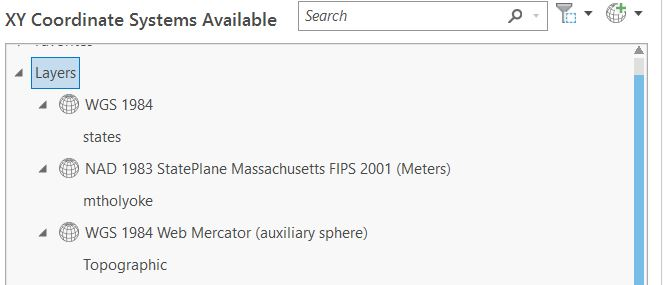 XY Coordinate Systems Available
Search
Layers
WGS 1984
states
NAD 1983 StatePlane Massachusetts FIPS 2001 (Meters)
mtholyoke
WGS 1984 Web Mercator (auxiliary sphere)
Topographic